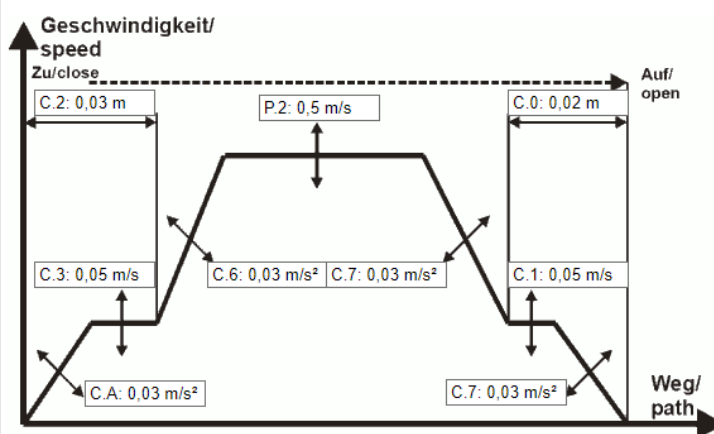 Geschwindigkeit/
speed
Zu/close
Auf/
open
C.2: 0,03 m
P.2: 0,5 m/s
C.0: 0,02 m
C.3: 0,05 m/s
C.6: 0,03 m/s²
C.7: 0,03 m/s²
C.1: 0,05 m/s
C.A: 0,03 m/s²
C.7: 0,03 m/s²
Weg/
path